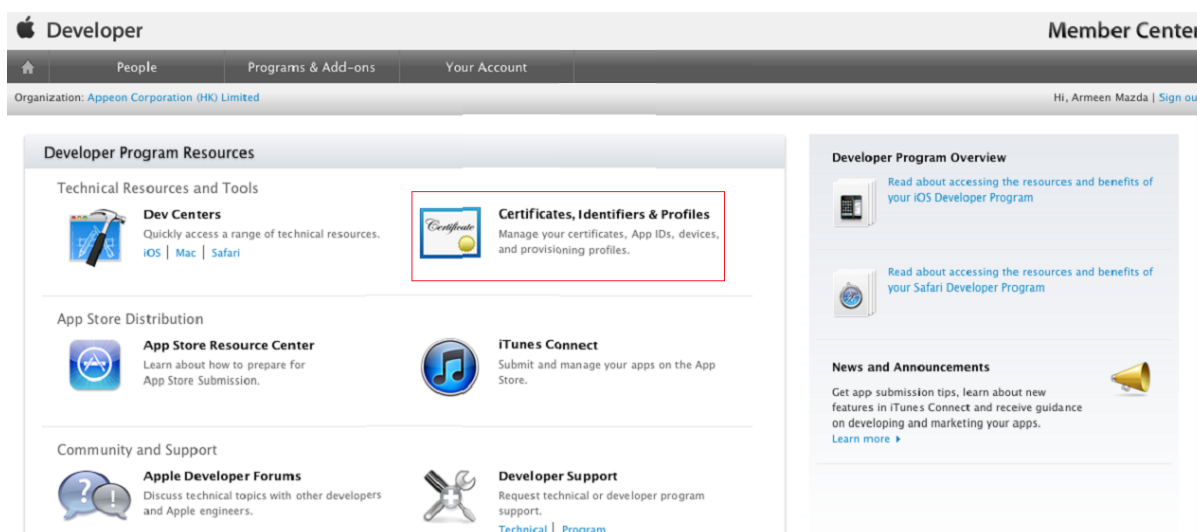 Developer
Member Center
People
Programs & Add-ons
Your Account
Organization: Appeon Corporation (HK) Limited
Hi, Armeen Mazda | Sign ou
Developer Program Resources
Technical Resources and Tools
Dev Centers
Quickly access a range of technical resources.
iOS | Mac | Safari
Certificate
Certificates, Identifiers & Profiles
Manage your certificates, App IDs, devices,
and provisioning profiles.
App Store Distribution
App Store Resource Center
Learn about how to prepare for
App Store Submission.
iTunes Connect
Submit and manage your apps on the App
Store.
Community and Support
Apple Developer Forums
Discuss technical topics with other developers
and Apple engineers.
Developer Support
Request technical or developer program
support.
Technical | Program
Developer Program Overview
Read about accessing the resources and benefits of
your iOS Developer Program
Read about accessing the resources and benefits of
your Safari Developer Program
News and Announcements
Get app submission tips, learn about new
features in iTunes Connect and receive guidance
on developing and marketing your apps.
Learn more